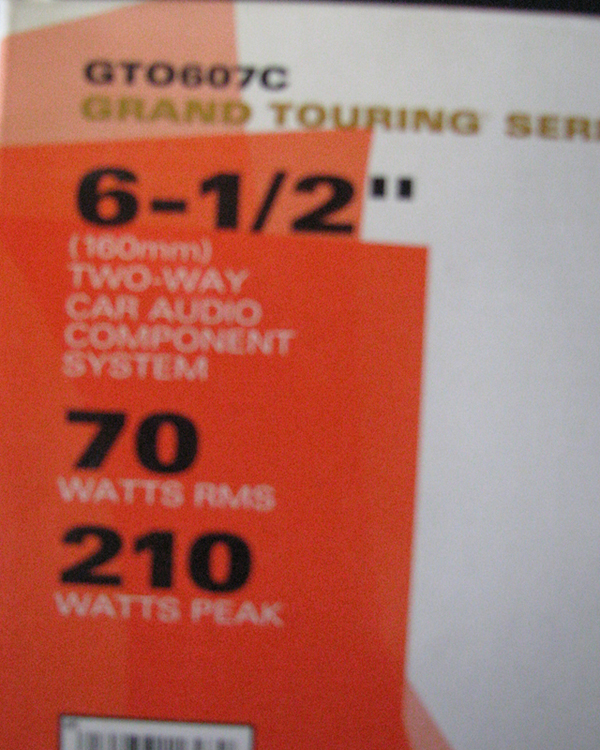 GTO607C
GRAND TOURING SERI
6-1/2"
(160mm)
TWO-WAY
CAR AUDIO
COMPONENT
SYSTEM
70
WATTS RMS
210
WATTS PEAK